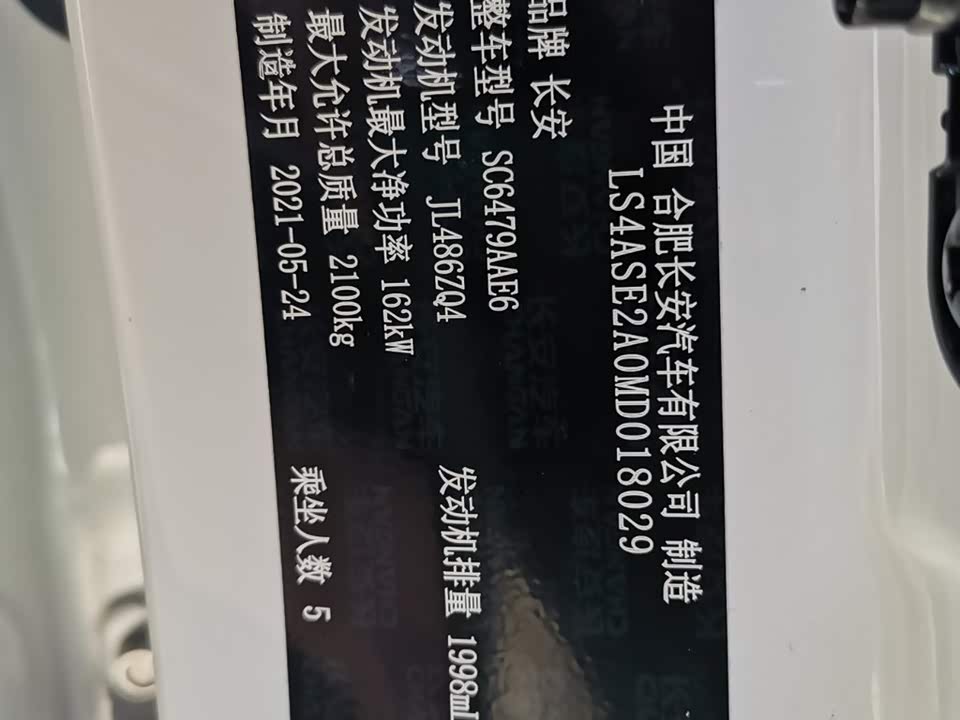 中国 合肥长安汽车有限公司 制造
LS4ASE2A0MD018029
品牌 长安
整车型号 SC6479AAE6
发动机型号 JL486ZQ4 发动机排量 1998ml
发动机最大净功率 162kW
最大允许总质量 2100kg
制造年月 2021-05-24 乘坐人数 5